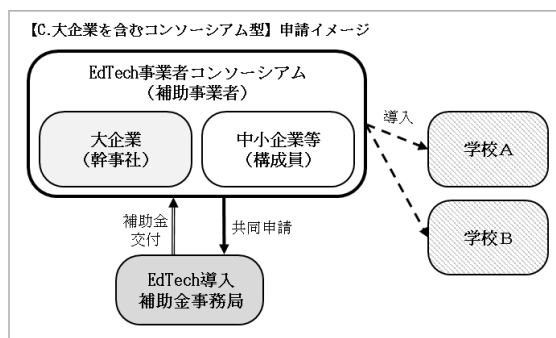 【C.大企業を含むコンソーシアム型】申請イメージ
EdTech事業者コンソーシアム
(補助事業者)
大企業
(幹事社)
中小企業等
(構成員)
導入
学校A
学校B
補助金
交付
共同申請
EdTech導入
補助金事務局